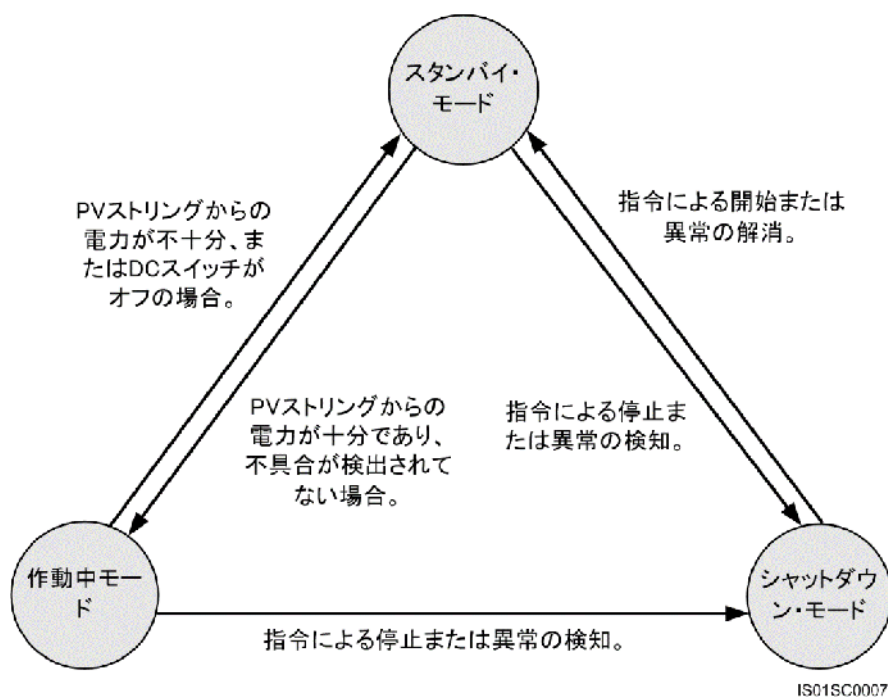 スタンバイ・
モード
PVストリングからの
電力が不十分、ま
たはDCスイッチが
オフの場合。
指令による開始または
異常の解消。
PVストリングからの
電力が十分であり、
不具合が検出されて
ない場合。
指令による停止ま
たは異常の検知。
作動中モー
ド
シャットダウ
ン・モード
指令による停止または異常の検知。
IS01SC0007